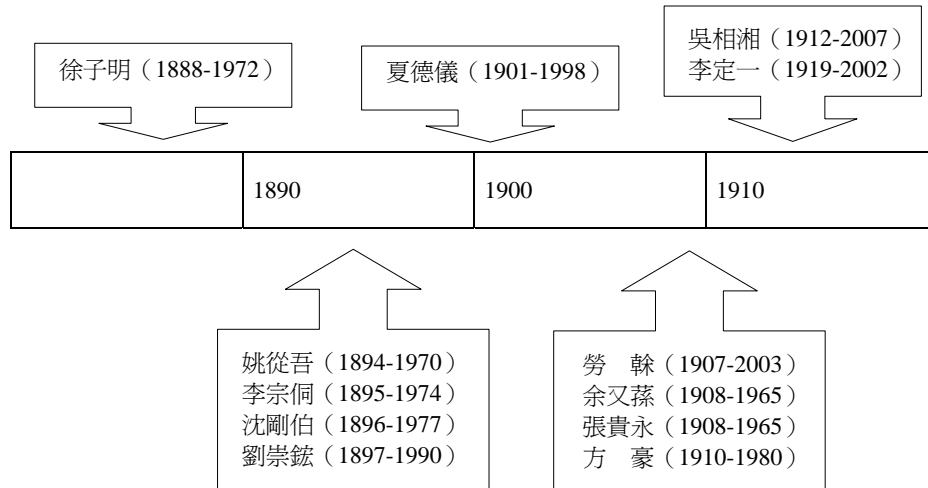 徐子明（1888-1972）
夏德儀（1901-1998）
吳相湘（1912-2007）
李定一（1919-2002）
1890
1900
1910
姚從吾（1894-1970）
李宗侗（1895-1974）
沈剛伯（1896-1977）
劉崇鋐（1897-1990）
勞　榦（1907-2003）
余又蓀（1908-1965）
張貴永（1908-1965）
方　豪（1910-1980）